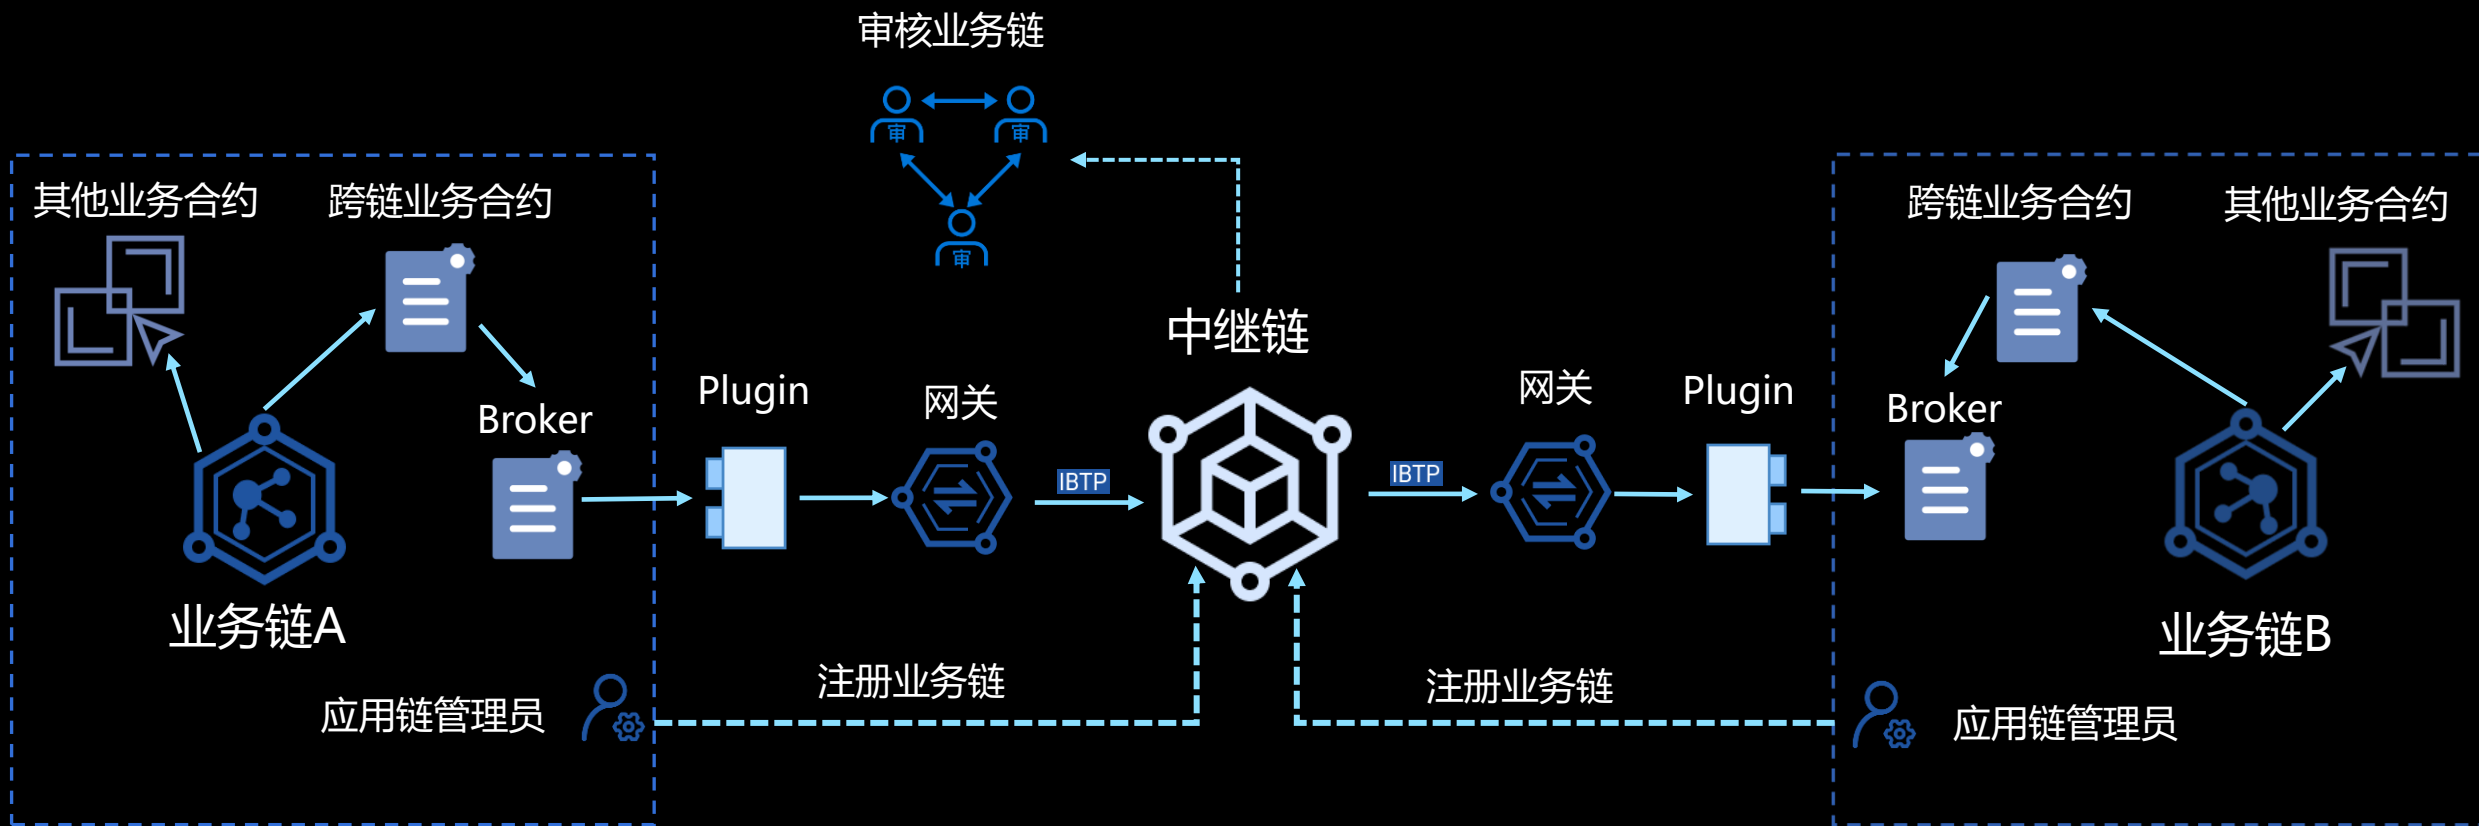 审核业务链
审
审
审
其他业务合约
跨链业务合约
跨链业务合约
其他业务合约
中继链
Plugin
网关
网关
Plugin
Broker
Broker
IBTP
IBTP
业务链A
业务链B
注册业务链
注册业务链
应用链管理员
应用链管理员